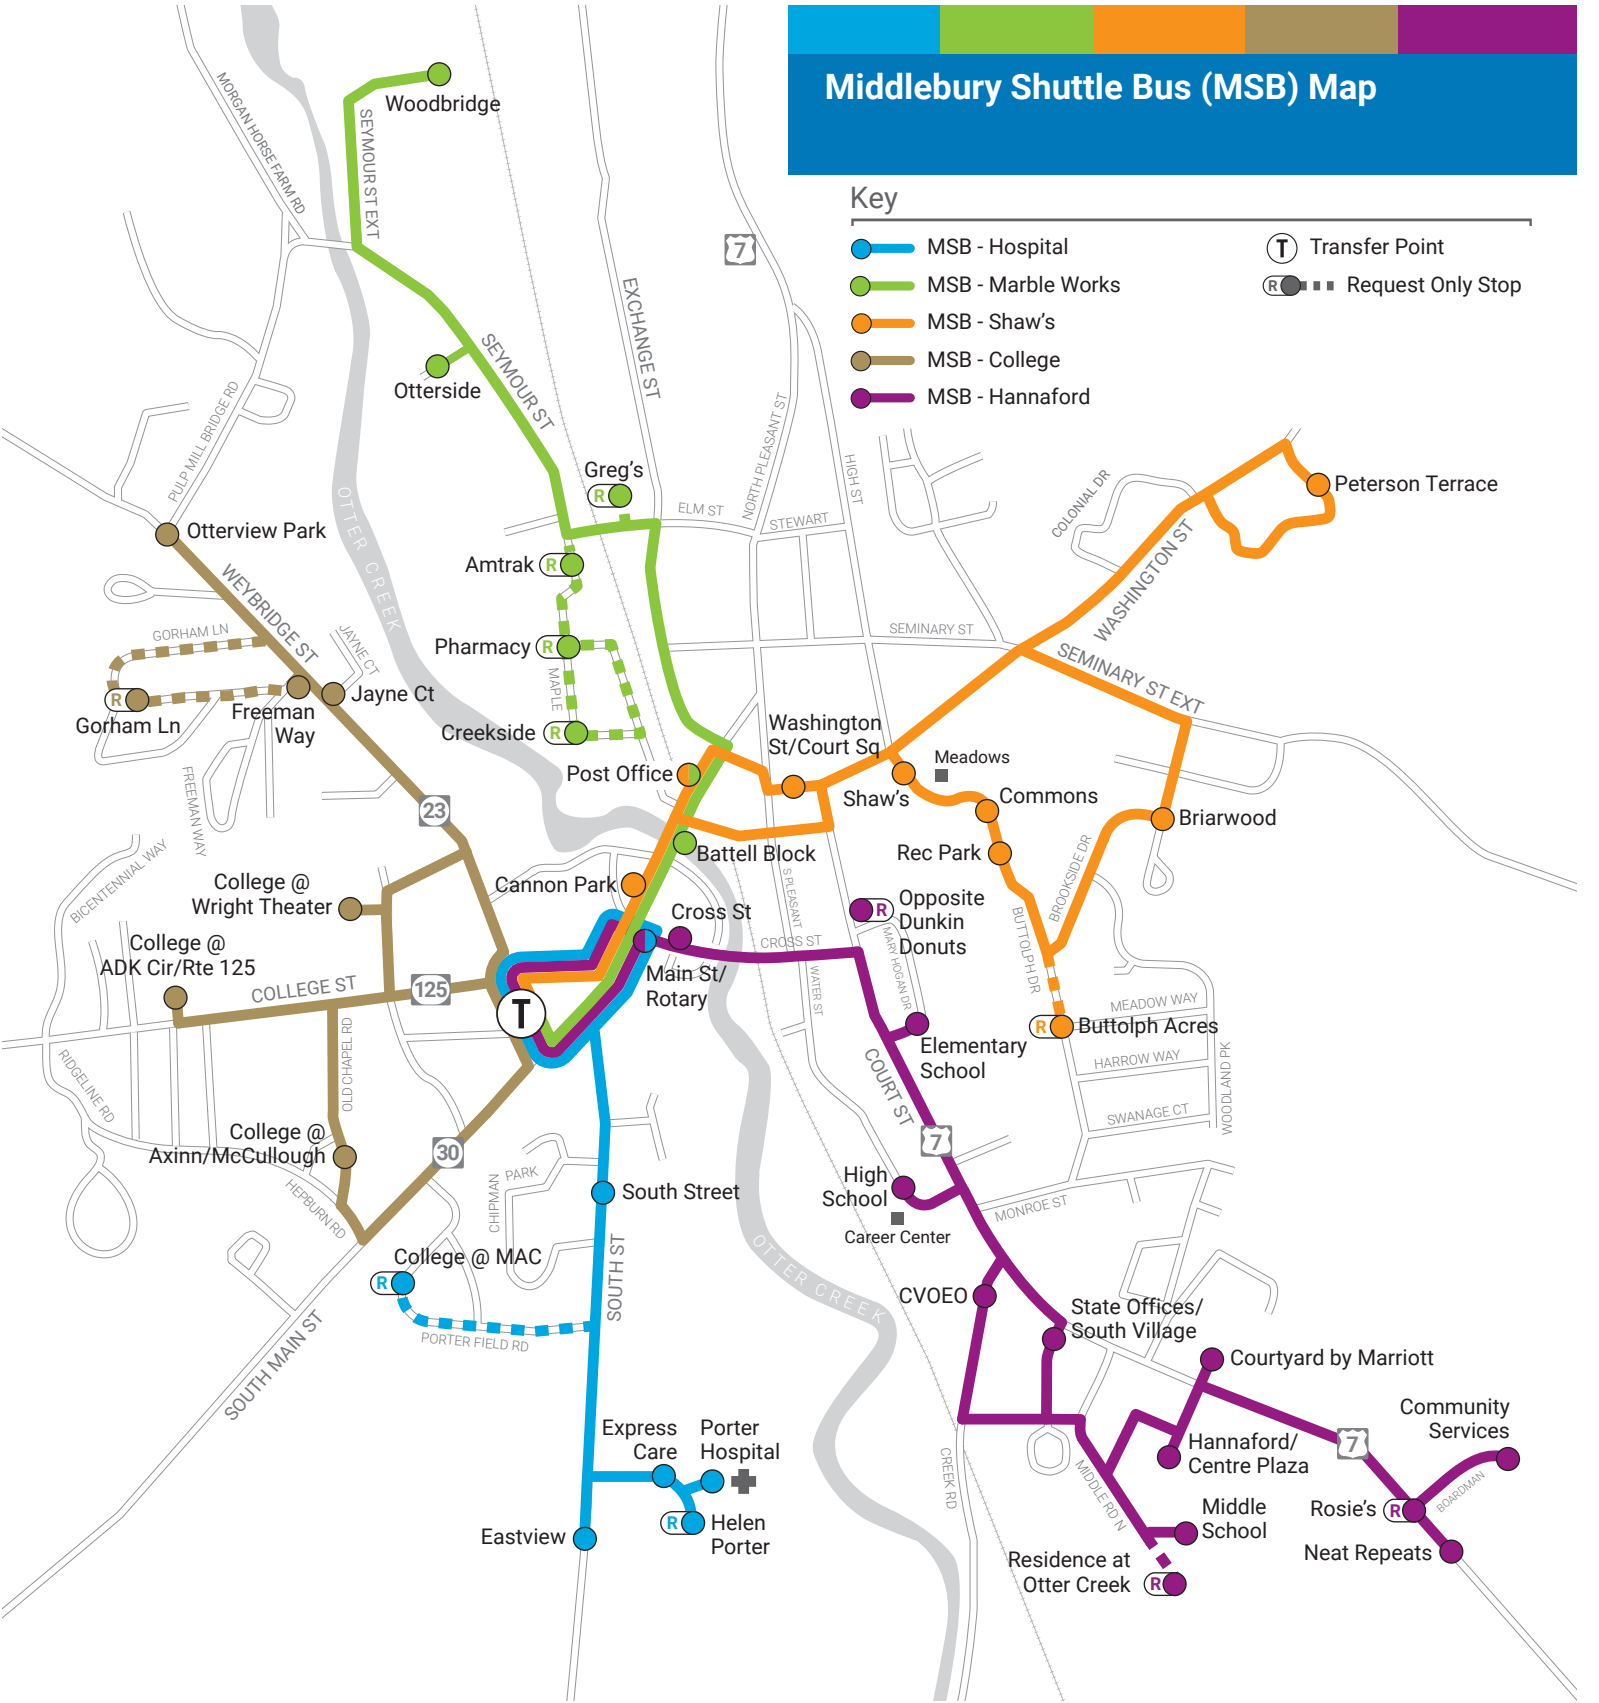 Middlebury Shuttle Bus (MSB) Map
Key
MSB - Hospital
MSB - Marble Works
MSB - Shaw's
MSB - College
MSB - Hannaford
T Transfer Point
R Request Only Stop
Woodbridge
MORGAN HORSE FARM RD
SEYMOUR ST EXT
7
EXCHANGE ST
SEYMOUR ST
Otterside
PULP MILL BRIDGE RD
NORTH PLEASANT ST
HIGH ST
Greg's
R
ELM ST
STEWART
COLONIAL DR
Peterson Terrace
WASHINGTON ST
OTTER CREEK
Otterview Park
WEYBRIDGE ST
Amtrak R
GORHAM LN
JAYNE CT
Pharmacy R
MAPLE
SEMINARY ST
SEMINARY ST EXT
R
Gorham Ln
Freeman
Way
Jayne Ct
Creekside R
Washington
St/Court Sq
Post Office
Meadows
Shaw's
Commons
FREEMAN WAY
23
Briarwood
Battell Block
Rec Park
BROOKSIDE DR
BICENTENNIAL WAY
College @
Wright Theater
Cannon Park
S PLEASANT
Cross St
R
Opposite
Dunkin
Donuts
BUTTOLPH DR
College @
ADK Cir/Rte 125
COLLEGE ST
125
CROSS ST
MARY HOGAN DR
WATER ST
Main St/
Rotary
T
MEADOW WAY
R Buttolph Acres
Elementary
School
HARROW WAY
WOODLAND PK
RIDGELINE RD
OLD CHAPEL RD
COURT ST
SWANAGE CT
7
College @
Axinn/McCullough
30
HEPBURN RD
CHIPMAN
PARK
South Street
High
School
Career Center
MONROE ST
College @ MAC
R
SOUTH ST
OTTER CREEK
PORTER FIELD RD
SOUTH MAIN ST
CVOEO
State Offices/
South Village
Courtyard by Marriott
Express
Care
Porter
Hospital
Community
Services
Hannaford/
Centre Plaza
7
CREEK RD
MIDDLE RD N
BOARDMAN
Rosie's R
Eastview
R Helen
Porter
Middle
School
Neat Repeats
Residence at
Otter Creek R